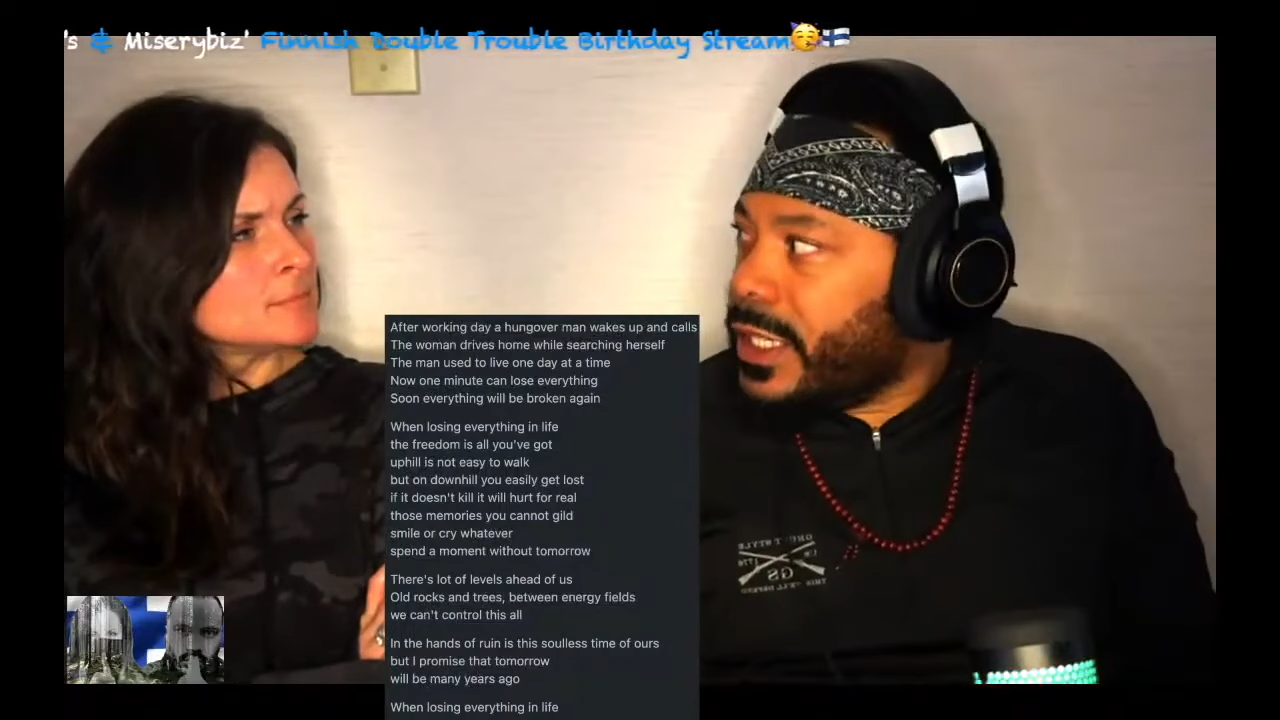 's & Miserybiz' Finnish Double Trouble Birthday Stream
After working day a hungover man wakes up and calls
The woman drives home while searching herself
The man used to live one day at a time
Now one minute can lose everything
Soon everything will be broken again
When losing everything in life
the freedom is all you've got
uphill is not easy to walk
but on downhill you easily get lost
if it doesn't kill it will hurt for real
those memories you cannot gild
smile or cry whatever
spend a moment without tomorrow
There's lot of levels ahead of us
Old rocks and trees, between energy fields
we can't control this all
In the hands of ruin is this soulless time of ours
but I promise that tomorrow
will be many years ago
When losing everything in life
GRUNT STYLE
GS
THIS WE'LL DEFEND